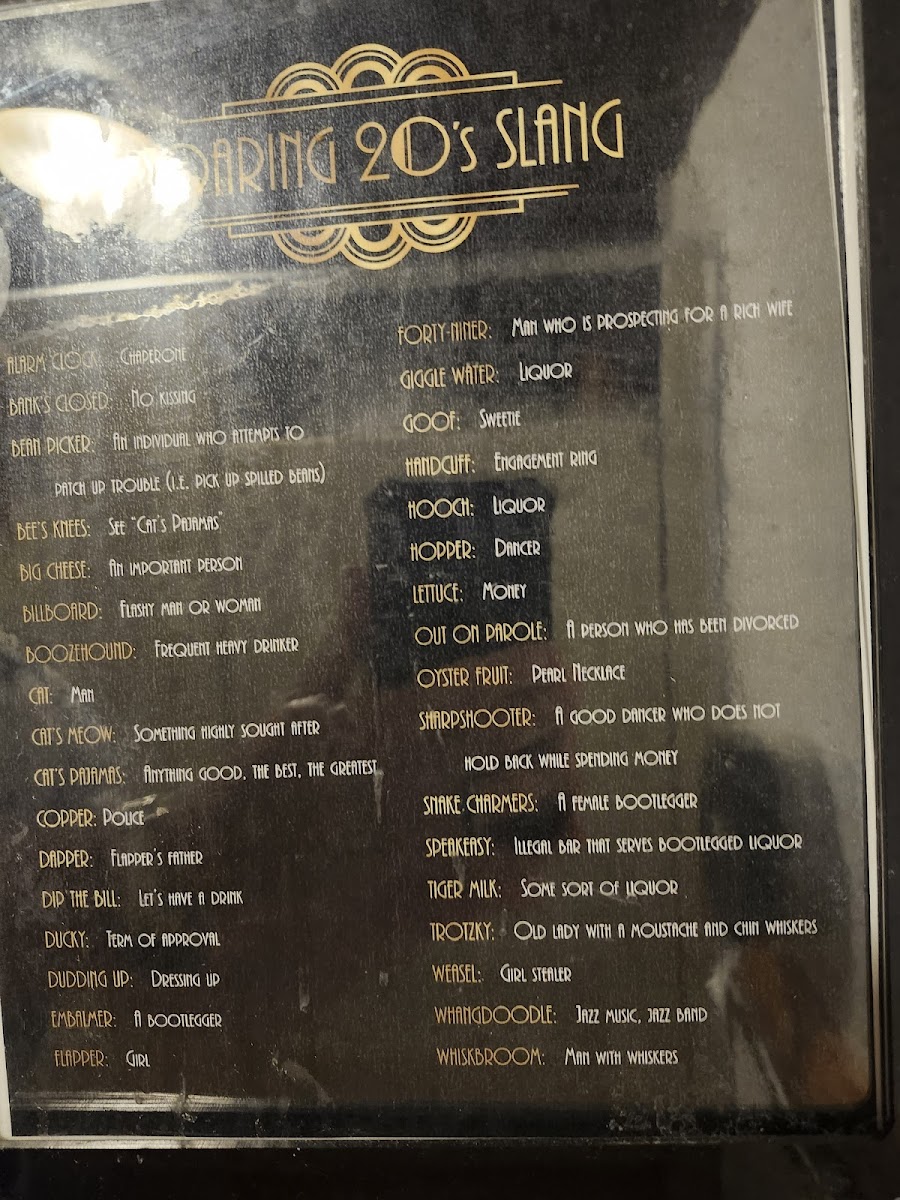 ROARING 20's SLANG
ALARM CLOCK: CHAPERONE
BANK'S CLOSED: NO KISSING
BEAN PICKER: AN INDIVIDUAL WHO ATTEMPTS TO
PATCH UP TROUBLE (I.E. PICK UP SPILLED BEANS)
BEE'S KNEES: SEE "CAT'S PAJAMAS"
BIG CHEESE: AN IMPORTANT PERSON
BILLBOARD: FLASHY MAN OR WOMAN
BOOZEHOUND: FREQUENT HEAVY DRINKER
CAT: MAN
CAT'S MEOW: SOMETHING HIGHLY SOUGHT AFTER
CAT'S PAJAMAS: ANYTHING GOOD, THE BEST, THE GREATEST
COPPER: POLICE
DAPPER: FLAPPER'S FATHER
DIP THE BILL: LET'S HAVE A DRINK
DUCKY: TERM OF APPROVAL
DUDDING UP: DRESSING UP
EMBALMER: A BOOTLEGGER
FLAPPER: GIRL
FORTY-NINER: MAN WHO IS PROSPECTING FOR A RICH WIFE
GIGGLE WATER: LIQUOR
GOOF: SWEETIE
HANDCUFF: ENGAGEMENT RING
HOOCH: LIQUOR
HOPPER: DANCER
LETTUCE: MONEY
OUT ON PAROLE: A PERSON WHO HAS BEEN DIVORCED
OYSTER FRUIT: PEARL NECKLACE
SHARPSHOOTER: A GOOD DANCER WHO DOES NOT
HOLD BACK WHILE SPENDING MONEY
SNAKE CHARMERS: A FEMALE BOOTLEGGER
SPEAKEASY: ILLEGAL BAR THAT SERVES BOOTLEGGED LIQUOR
TIGER MILK: SOME SORT OF LIQUOR
TROTZKY: OLD LADY WITH A MOUSTACHE AND CHIN WHISKERS
WEASEL: GIRL STEALER
WHANGDOODLE: JAZZ MUSIC, JAZZ BAND
WHISKBROOM: MAN WITH WHISKERS